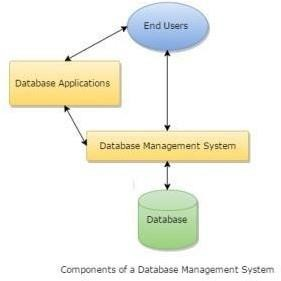 End Users
Database Applications
Database Management System
Database
Components of a Database Management System